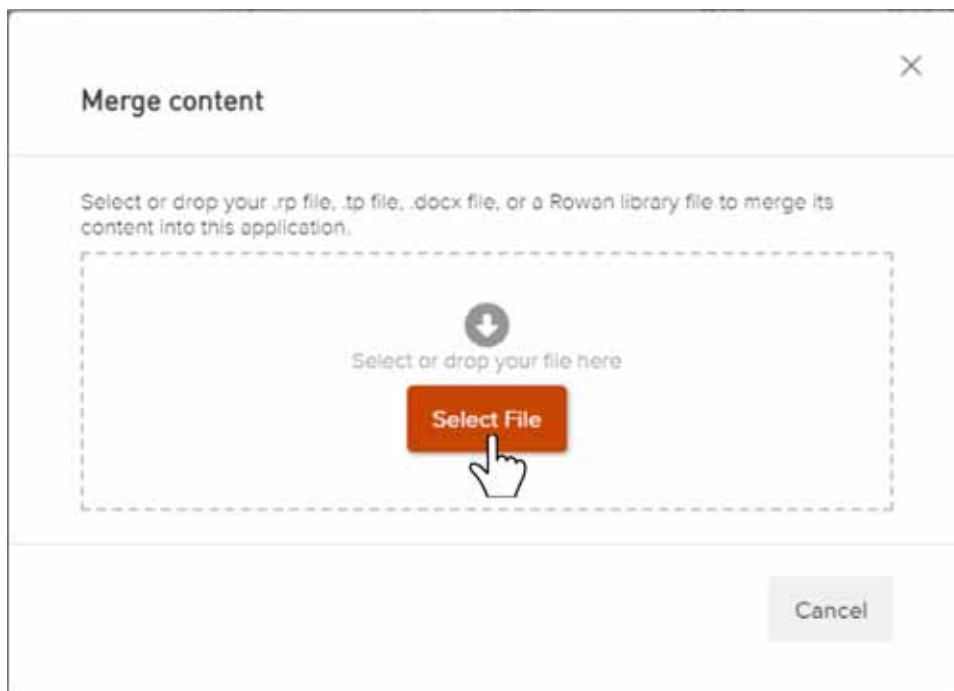 Merge content
Select or drop your .rp file, .tp file, .docx file, or a Rowan library file to merge its
content into this application.
Select or drop your file here
Select File
Cancel